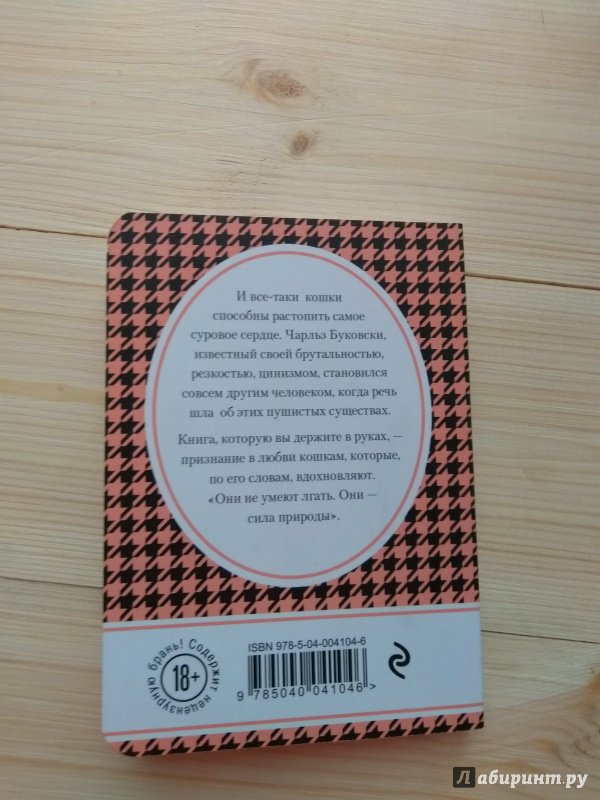 И все-таки кошки
способны растопить самое
суровое сердце. Чарльз Буковски,
известный своей брутальностью,
резкостью, цинизмом, становился
совсем другим человеком, когда речь
шла об этих пушистых существах.
Книга, которую вы держите в руках, —
признание в любви кошкам, которые,
по его словам, вдохновляют.
«Они не умеют лгать. Они —
сила природы».
Содержит нецензурную брань!
18+
ISBN 978-5-04-004104-6
9 785040 041046 >
Лабиринт.ру